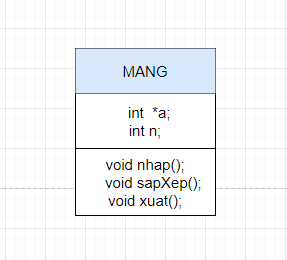 MANG
int  *a;
int n;
void nhap();
void sapXep();
void xuat();